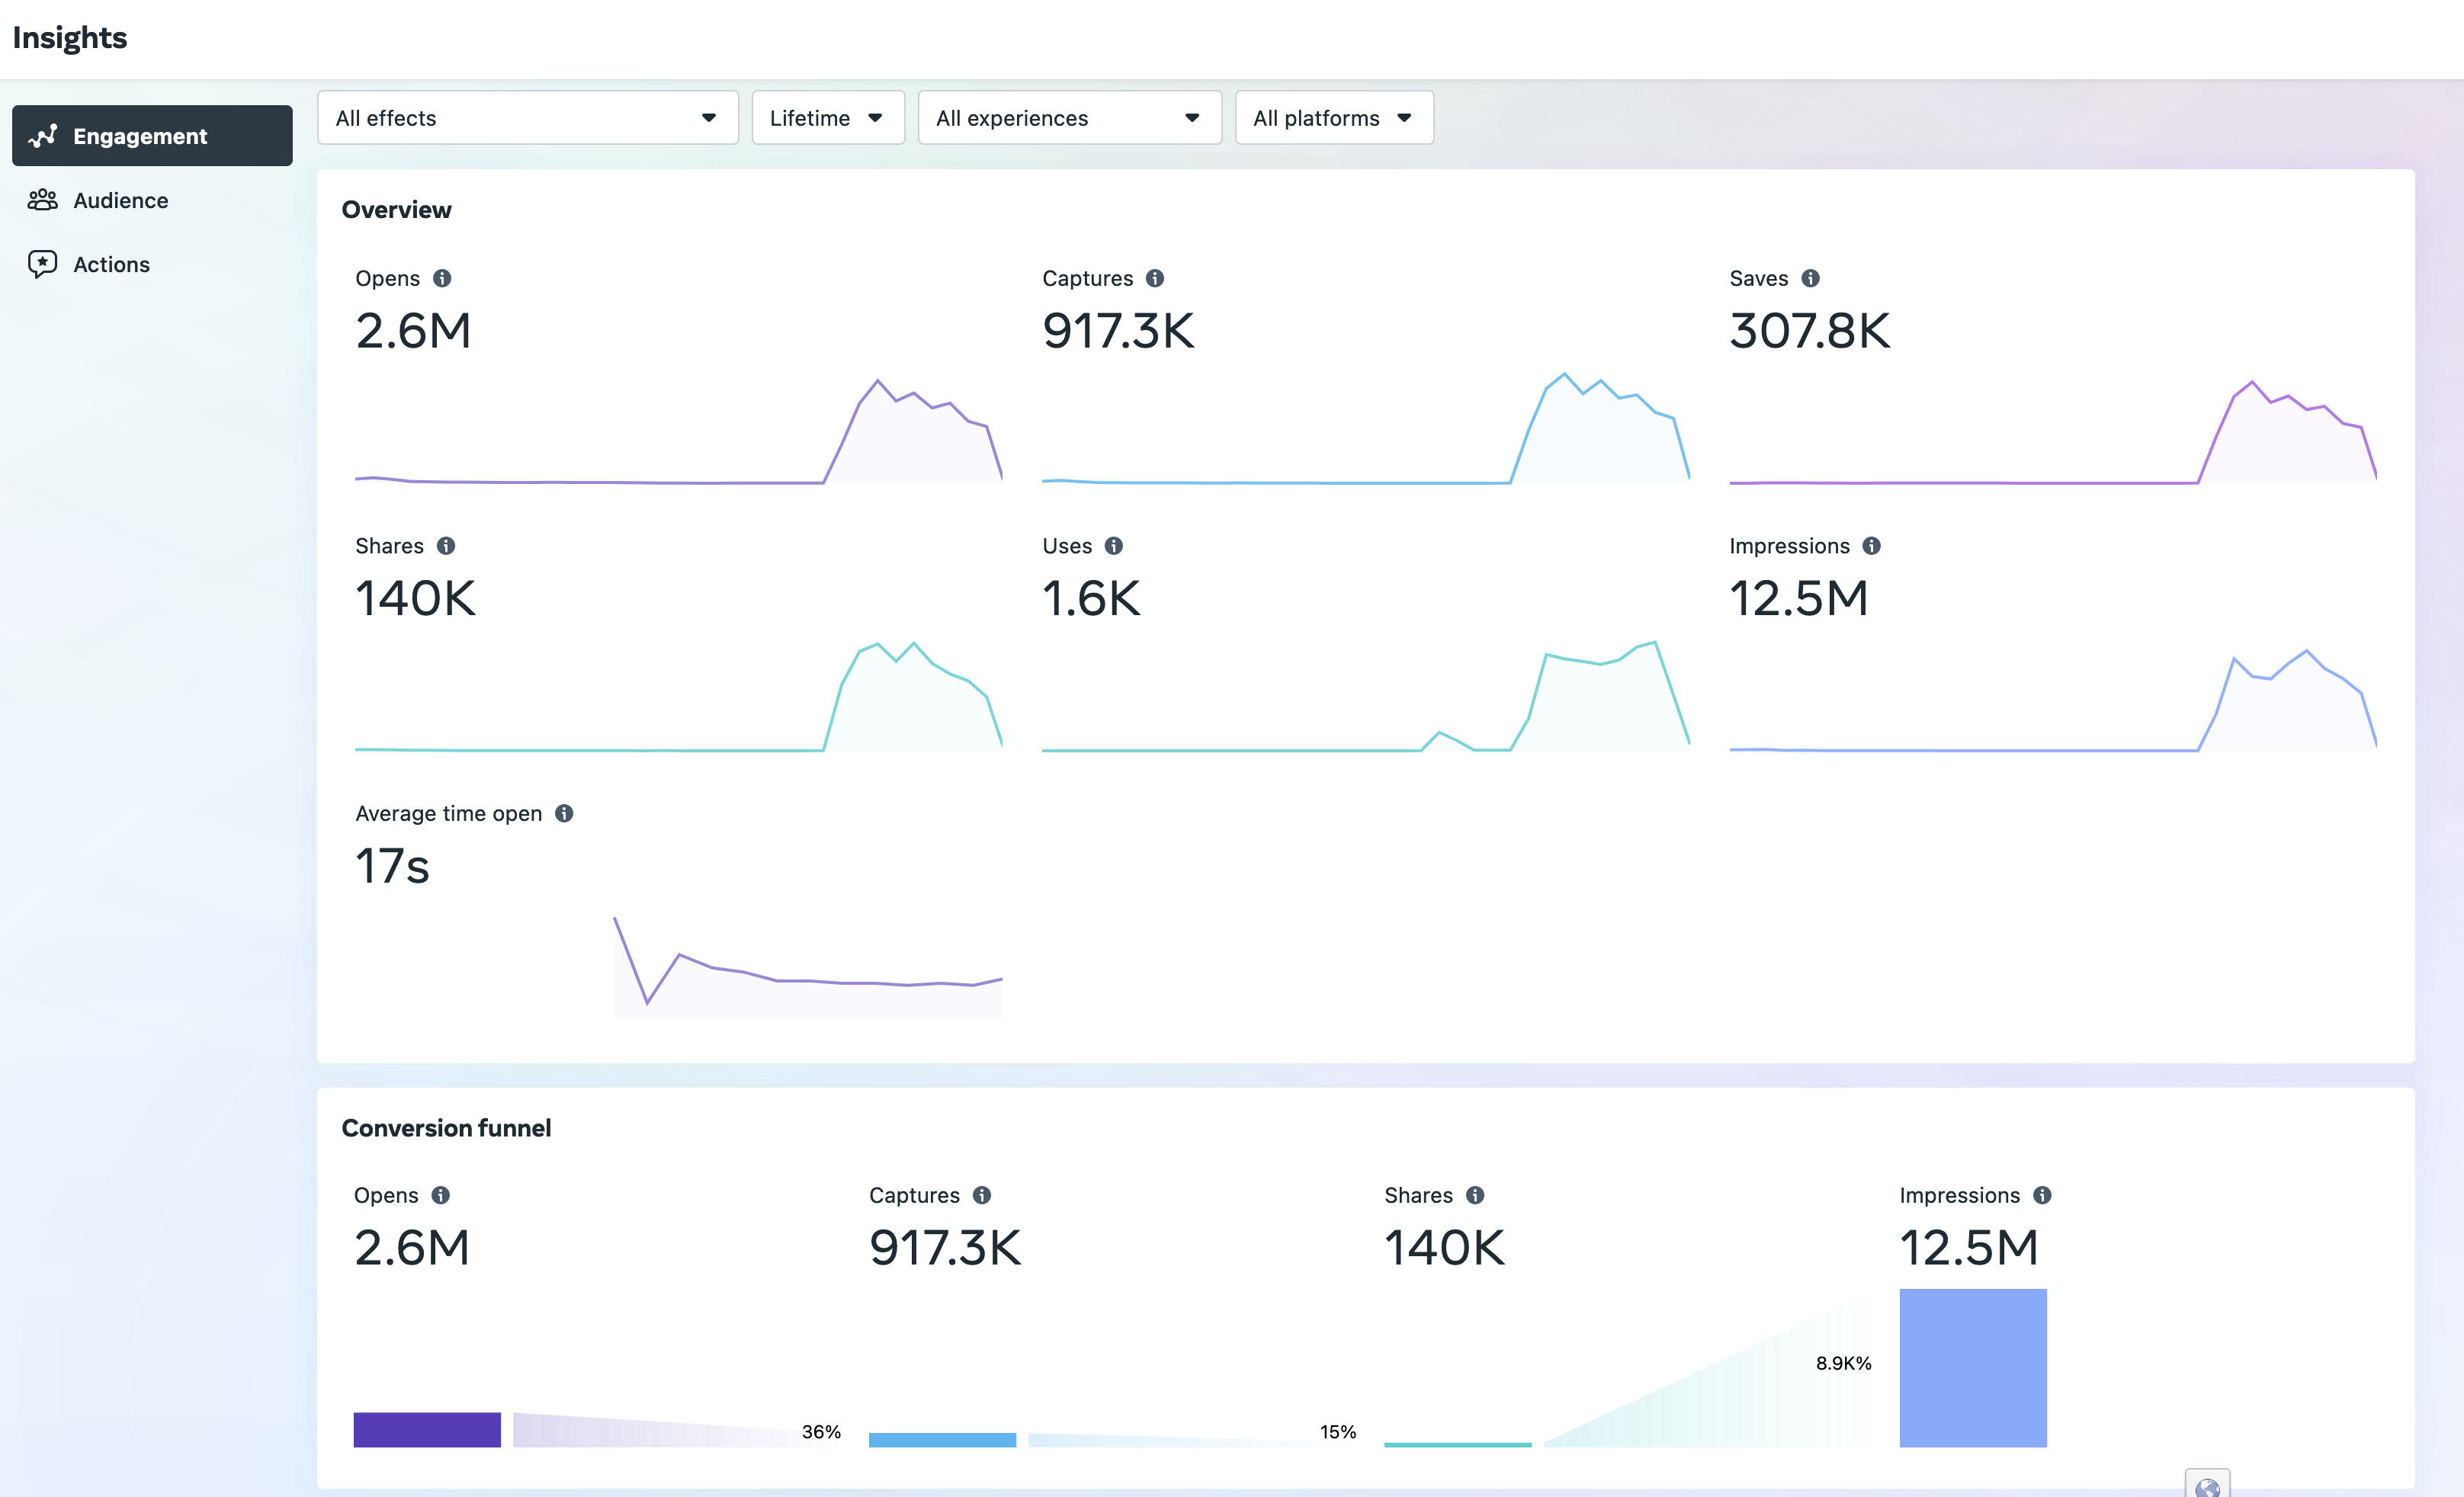 Insights
Engagement
Audience
Actions
All effects
Lifetime
All experiences
All platforms
Overview
Opens
2.6M
Captures
917.3K
Saves
307.8K
Shares
140K
Uses
1.6K
Impressions
12.5M
Average time open
17s
Conversion funnel
Opens
2.6M
Captures
917.3K
Shares
140K
Impressions
12.5M
36%
15%
8.9K%